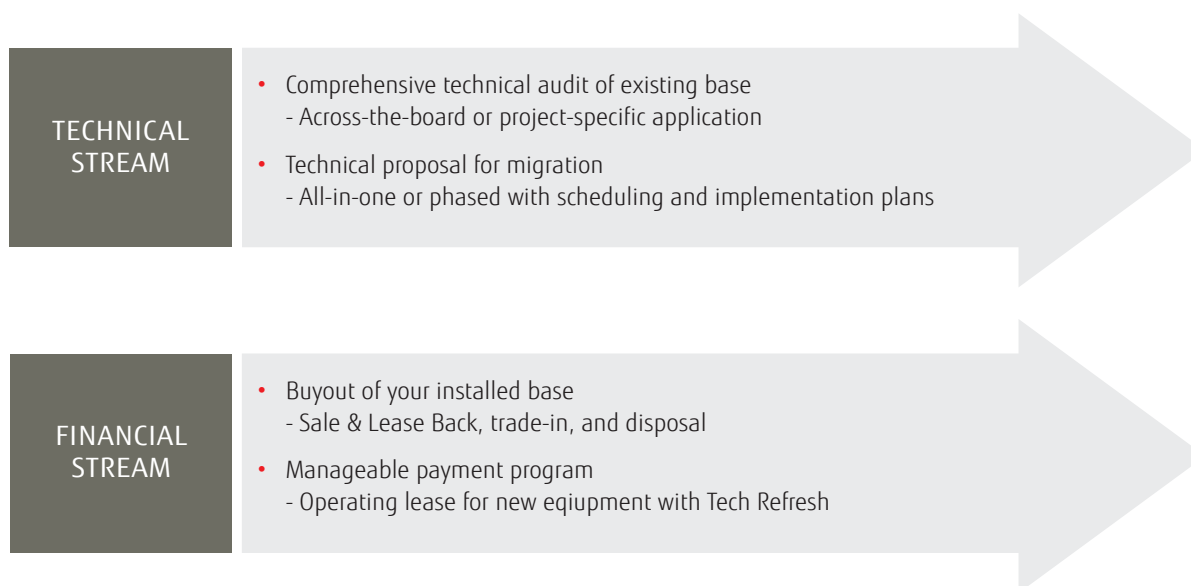 TECHNICAL
STREAM
• Comprehensive technical audit of existing base
- Across-the-board or project-specific application
• Technical proposal for migration
- All-in-one or phased with scheduling and implementation plans
FINANCIAL
STREAM
• Buyout of your installed base
- Sale & Lease Back, trade-in, and disposal
• Manageable payment program
- Operating lease for new eqiupment with Tech Refresh